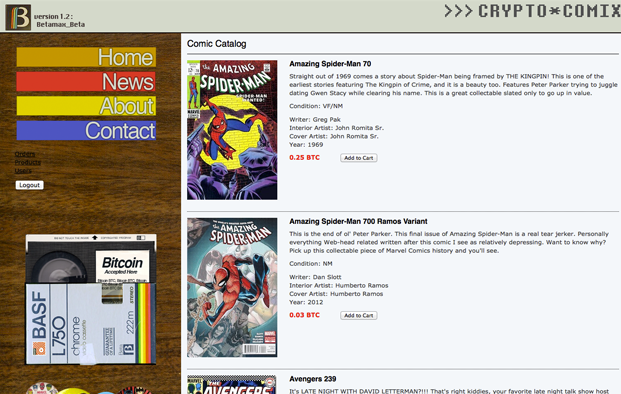 version 1.2 :
Betamax_Beta
>>> CRYPTO*COMIX
Home
News
About
Contact
Orders
Products
Users
Logout
Bitcoin
Accepted Here
BASF
L750
chrome
222m
STEREO
Comic Catalog
the AMAZING
SPIDER-MAN
Amazing Spider-Man 70
Straight out of 1969 comes a story about Spider-Man being framed by THE KINGPIN! This is one of the
earliest stories featuring The Kingpin of Crime, and it is a beauty too. Features Peter Parker trying to juggle
dating Gwen Stacy while clearing his name. This is a great collectable slated only to go up in value.
Condition: VF/NM
Writer: Greg Pak
Interior Artist: John Romita Sr.
Cover Artist: John Romita Sr.
Year: 1969
0.25 BTC
Add to Cart
the AMAZING
SPIDER-MAN
Amazing Spider-Man 700 Ramos Variant
This is the end of ol' Peter Parker. This final issue of Amazing Spider-Man is a real tear jerker. Personally
everything Web-head related written after this comic I see as relatively depressing. Want to know why?
Pick up this collectable piece of Marvel Comics history and you'll see.
Condition: NM
Writer: Dan Slott
Interior Artist: Humberto Ramos
Cover Artist: Humberto Ramos
Year: 2012
0.03 BTC
Add to Cart
MARVEL
AVENGERS
Avengers 239
It's LATE NIGHT WITH DAVID LETTERMAN?!!! That's right kiddies, your favorite late night talk show host